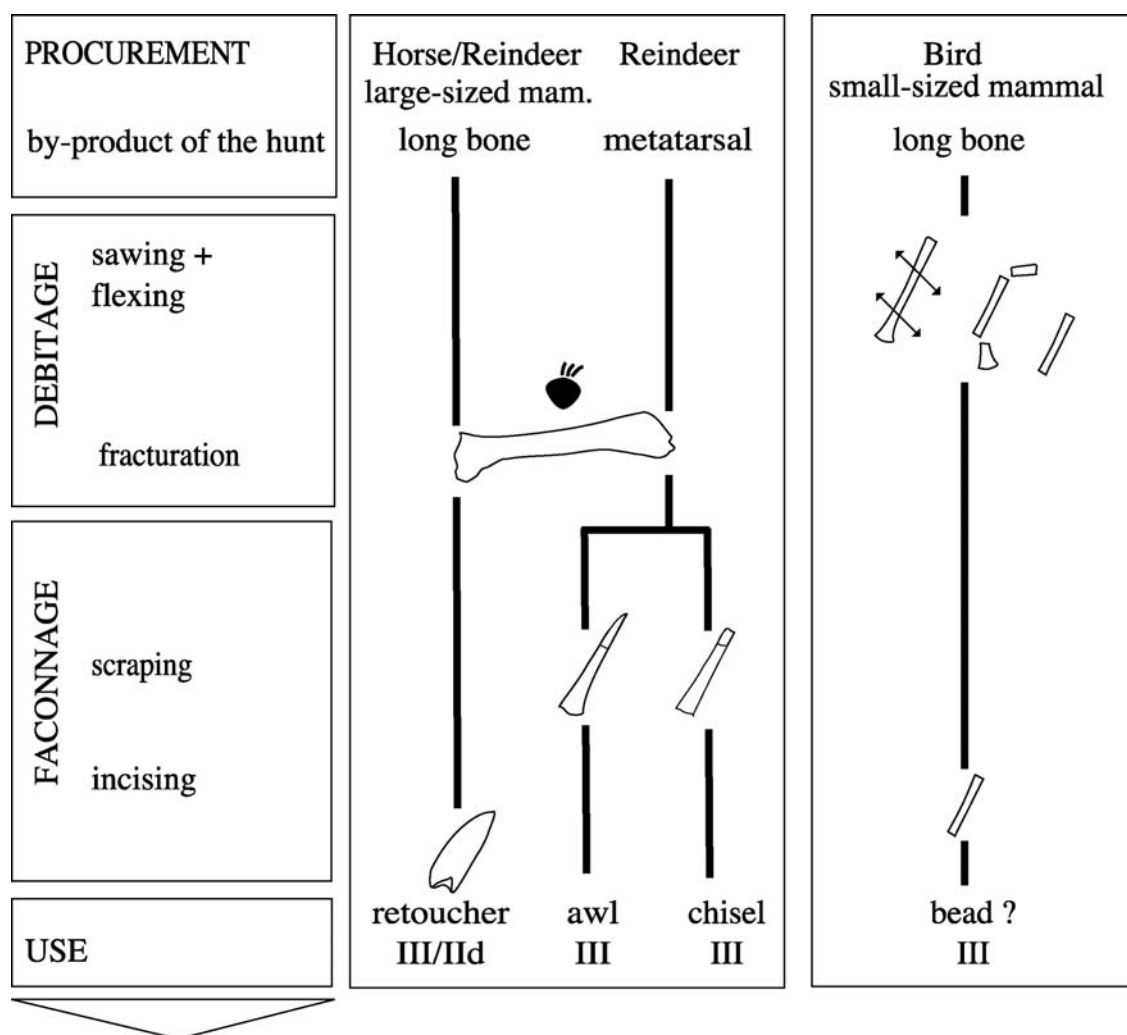 PROCUREMENT
by-product of the hunt
DEBITAGE
sawing +
flexing
fracturation
FACONNAGE
scraping
incising
USE
Horse/Reindeer
large-sized mam.
long bone
Reindeer
metatarsal
retoucher
III/IId
awl
III
chisel
III
Bird
small-sized mammal
long bone
bead ?
III